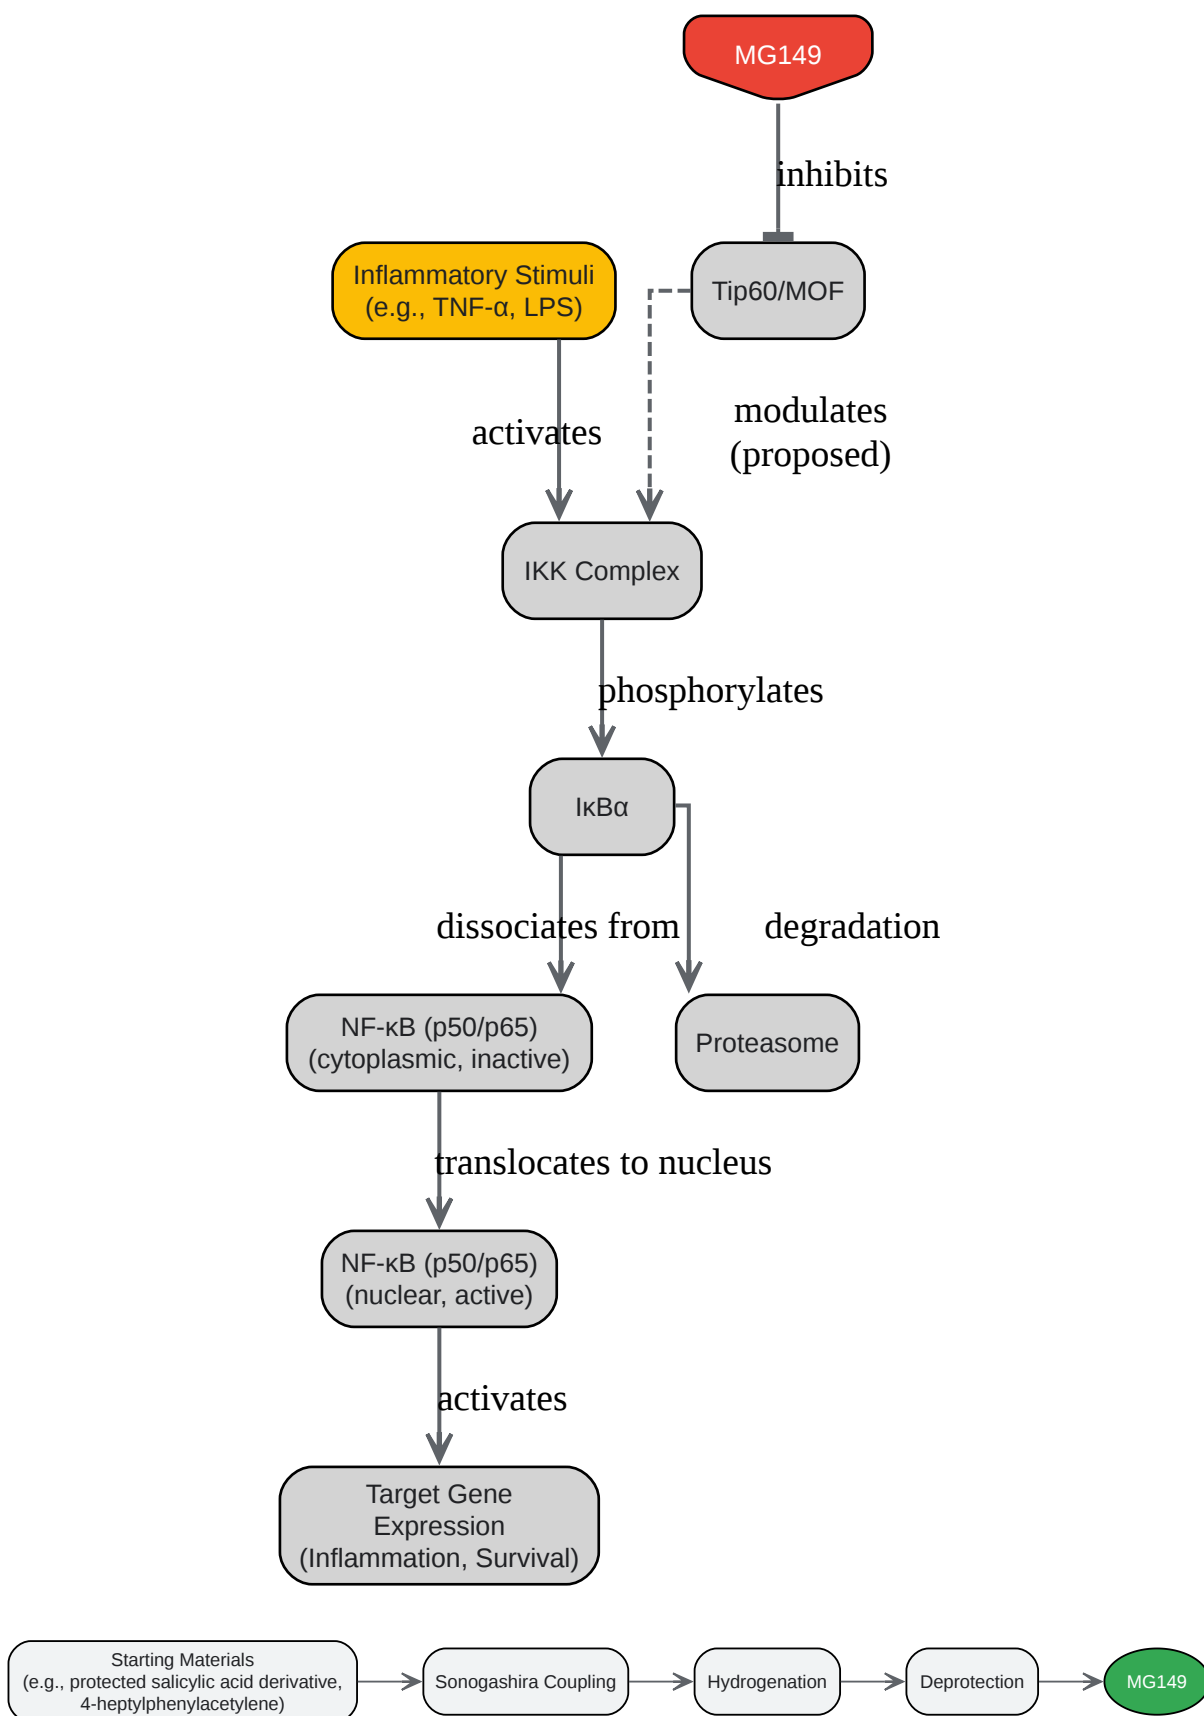 MG149
inhibits
Inflammatory Stimuli
(e.g., TNF-α, LPS)
Tip60/MOF
activates
modulates
(proposed)
IKK Complex
phosphorylates
IκBα
dissociates from
degradation
NF-κB (p50/p65)
(cytoplasmic, inactive)
Proteasome
translocates to nucleus
NF-κB (p50/p65)
(nuclear, active)
activates
Target Gene
Expression
(Inflammation, Survival)
Starting Materials
(e.g., protected salicylic acid derivative,
4-heptylphenylacetylene)
Sonogashira Coupling
Hydrogenation
Deprotection
MG149